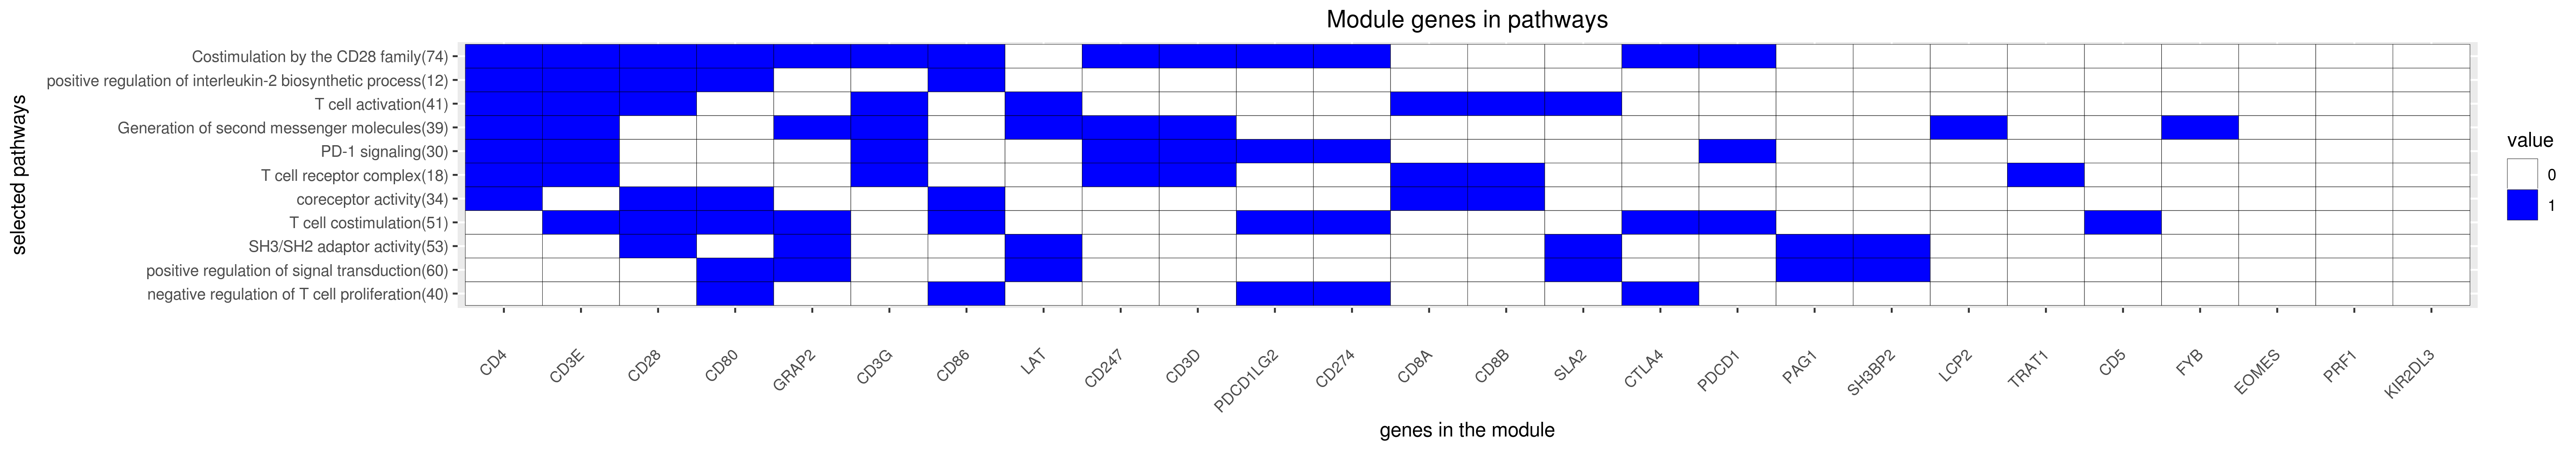 Module genes in pathways
selected pathways
Costimulation by the CD28 family(74)
positive regulation of interleukin-2 biosynthetic process(12)
T cell activation(41)
Generation of second messenger molecules(39)
PD-1 signaling(30)
T cell receptor complex(18)
coreceptor activity(34)
T cell costimulation(51)
SH3/SH2 adaptor activity(53)
positive regulation of signal transduction(60)
negative regulation of T cell proliferation(40)
CD4
CD3E
CD28
CD80
GRAP2
CD3G
CD86
LAT
CD247
CD3D
PDCD1LG2
CD274
CD8A
CD8B
SLA2
CTLA4
PDCD1
PAG1
SH3BP2
LCP2
TRAT1
CD5
FYB
EOMES
PRF1
KIR2DL3
genes in the module
value
0
1